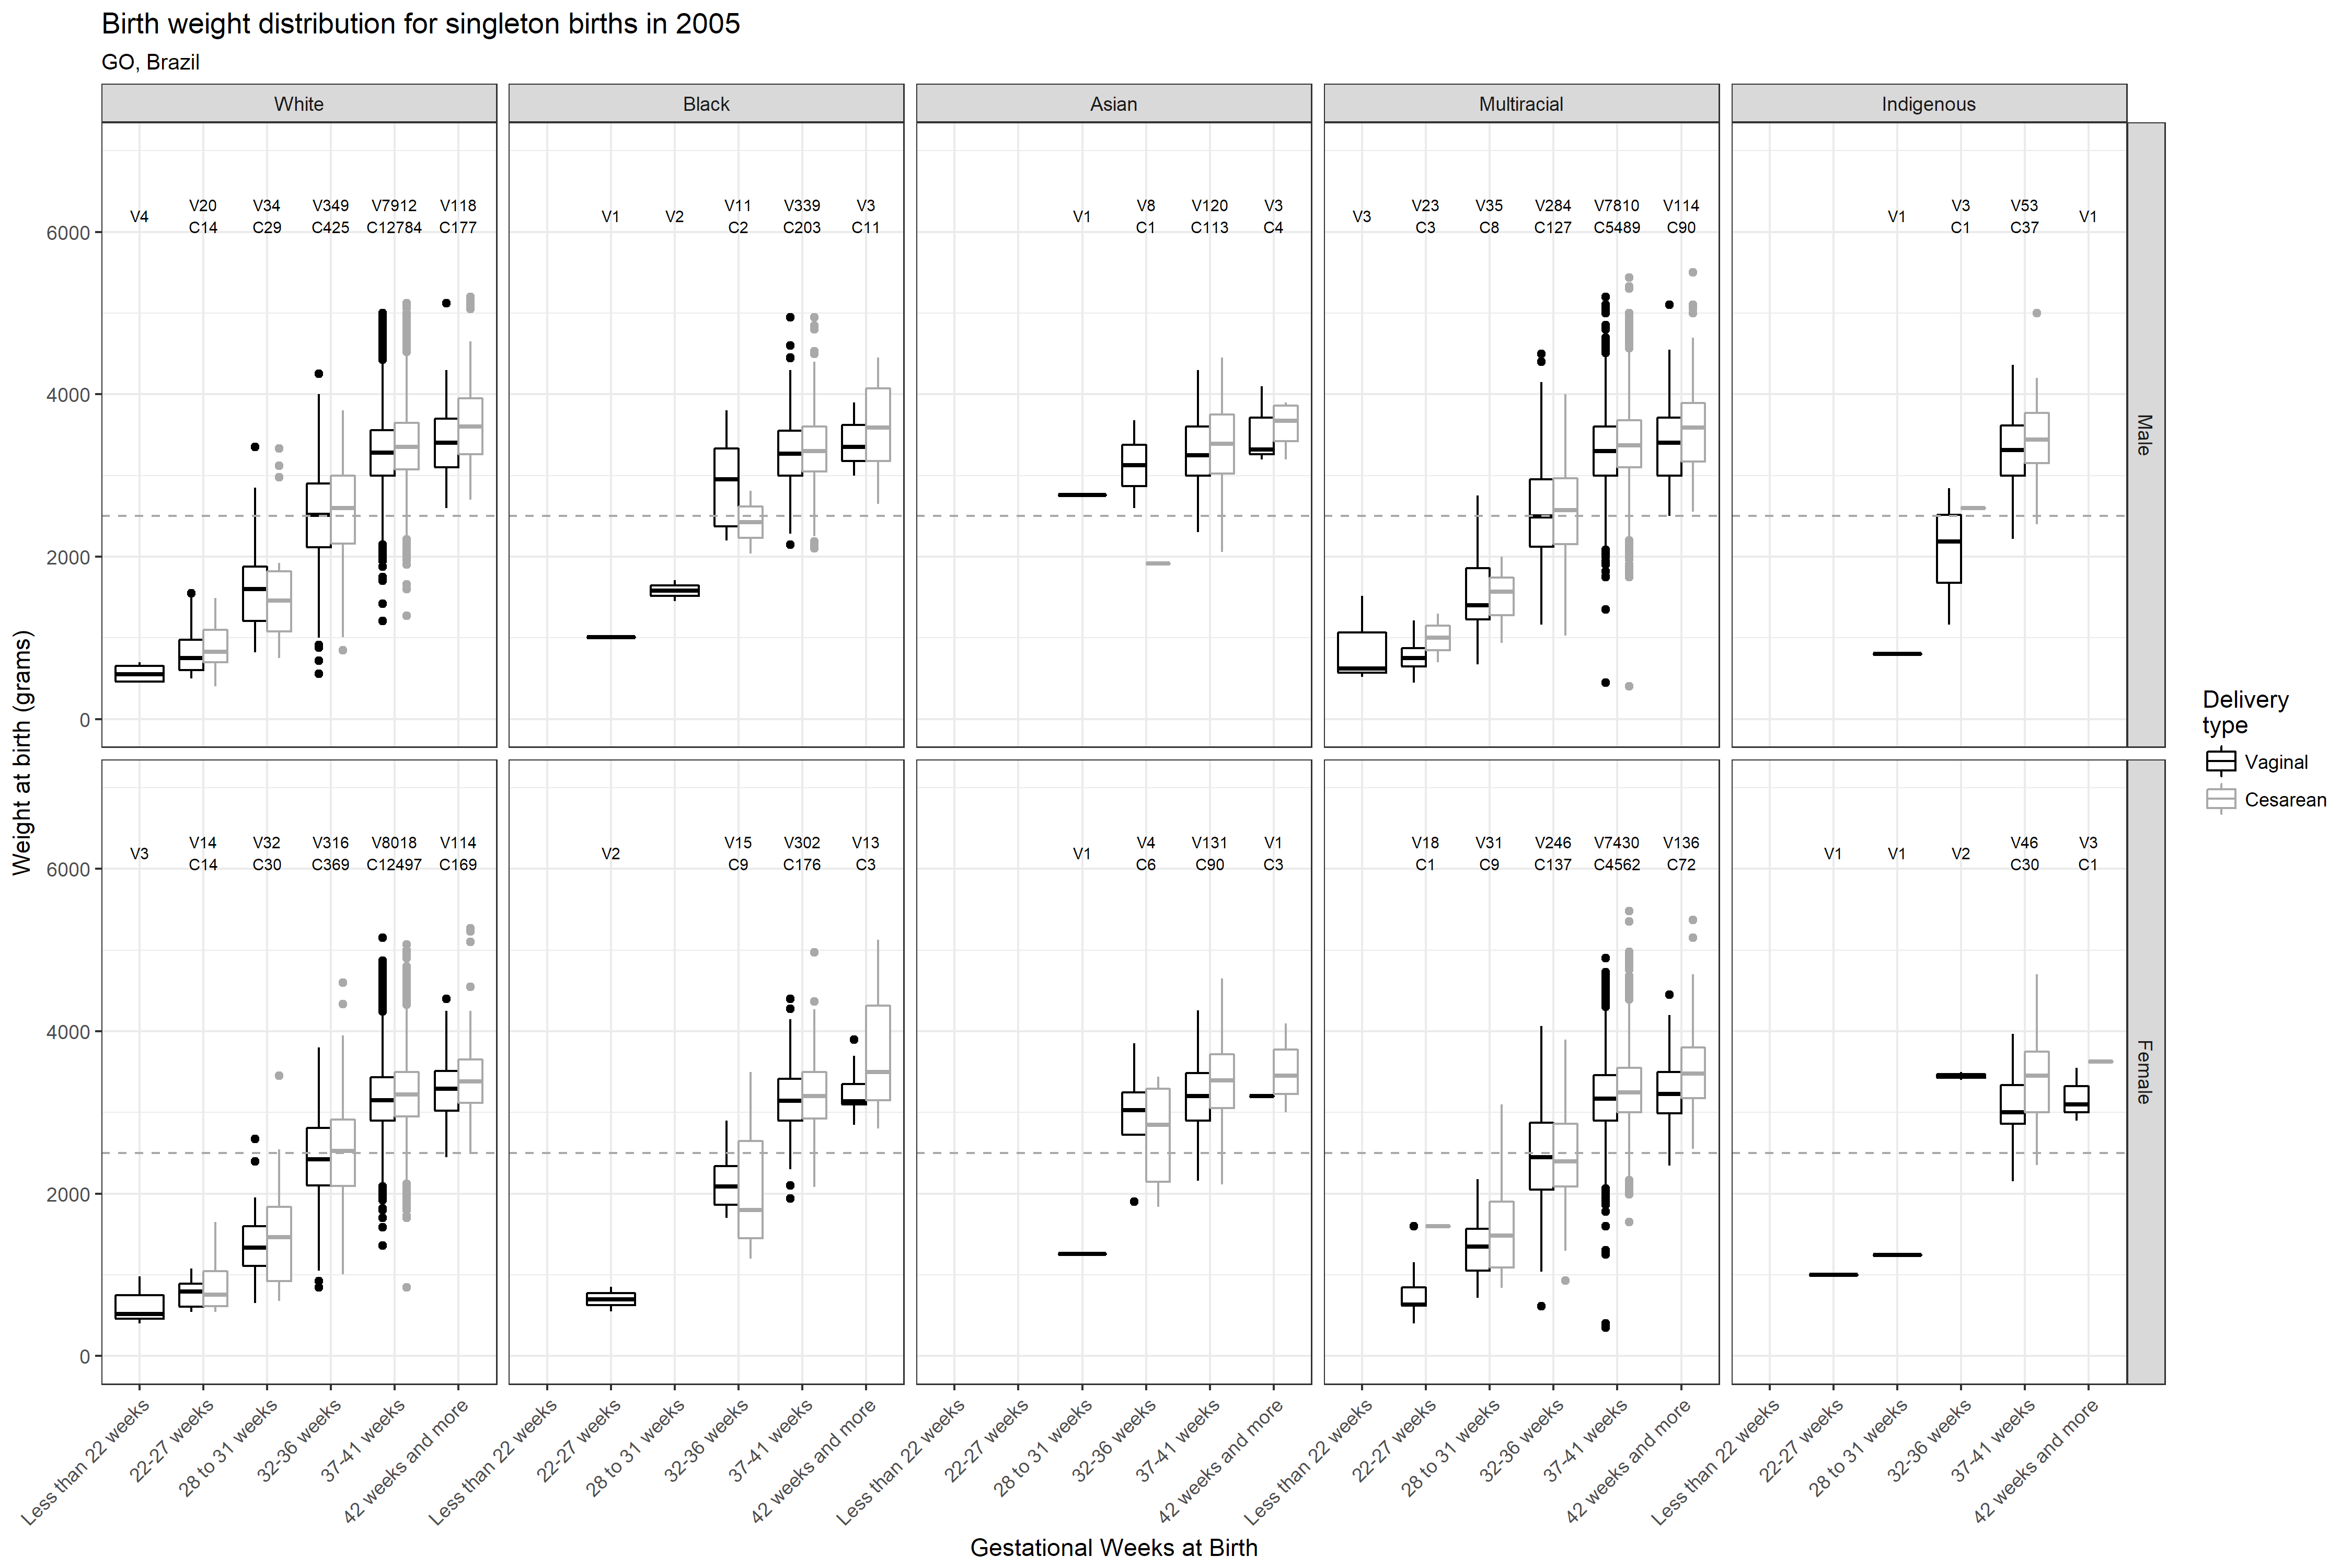 Birth weight distribution for singleton births in 2005
GO, Brazil
White
Black
Asian
Multiracial
Indigenous
V4
V20
C14
V34
C29
V349
C425
V7912
C12784
V118
C177
V1
V2
V11
C2
V339
C203
V3
C11
V1
V8
C1
V120
C113
V3
C4
V3
V23
C3
V35
C8
V284
C127
V7810
C5489
V114
C90
V1
V3
C1
V53
C37
V1
6000
4000
2000
0
Male
V3
V14
C14
V32
C30
V316
C369
V8018
C12497
V114
C169
V2
V15
C9
V302
C176
V13
C3
V1
V4
C6
V131
C90
V1
C3
V18
C1
V31
C9
V246
C137
V7430
C4562
V136
C72
V1
V1
V2
V46
C30
V3
C1
6000
4000
2000
0
Female
Weight at birth (grams)
Less than 22 weeks
22-27 weeks
28 to 31 weeks
32-36 weeks
37-41 weeks
42 weeks and more
Less than 22 weeks
22-27 weeks
28 to 31 weeks
32-36 weeks
37-41 weeks
42 weeks and more
Less than 22 weeks
22-27 weeks
28 to 31 weeks
32-36 weeks
37-41 weeks
42 weeks and more
Less than 22 weeks
22-27 weeks
28 to 31 weeks
32-36 weeks
37-41 weeks
42 weeks and more
Less than 22 weeks
22-27 weeks
28 to 31 weeks
32-36 weeks
37-41 weeks
42 weeks and more
Gestational Weeks at Birth
Delivery
type
Vaginal
Cesarean